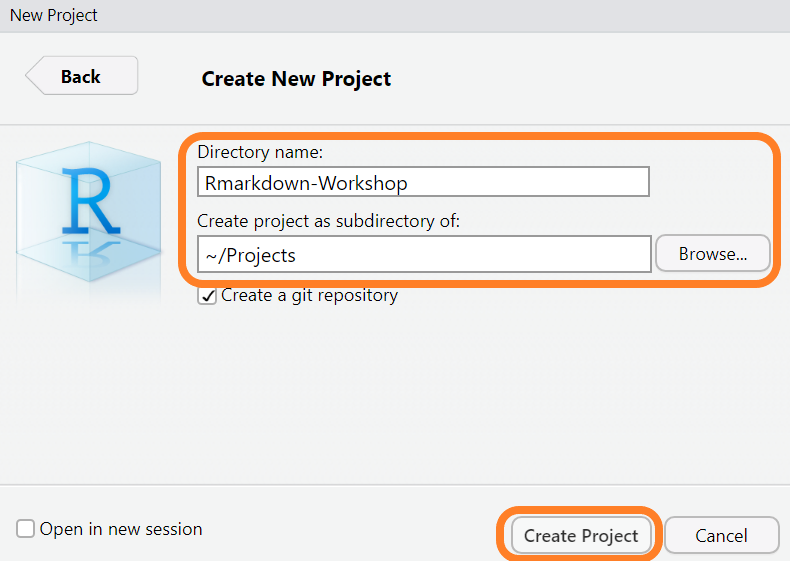 New Project
Back
Create New Project
R
Directory name:
Rmarkdown-Workshop
Create project as subdirectory of:
~/Projects
Browse...
Create a git repository
Open in new session
Create Project
Cancel